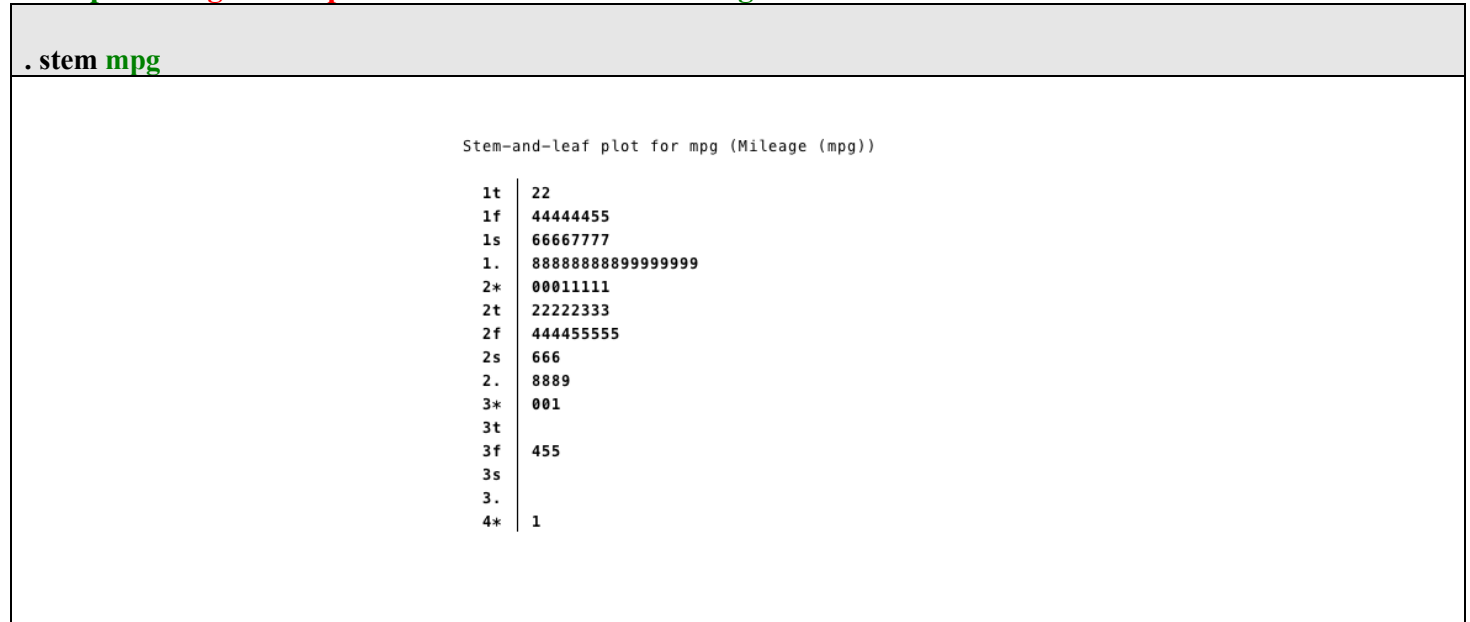 . stem mpg
Stem-and-leaf plot for mpg (Mileage (mpg))
1t | 22
1f | 44444455
1s | 66667777
1. | 88888888899999999
2* | 00011111
2t | 22222333
2f | 444455555
2s | 666
2. | 8889
3* | 001
3t |
3f | 455
3s |
3. |
4* | 1